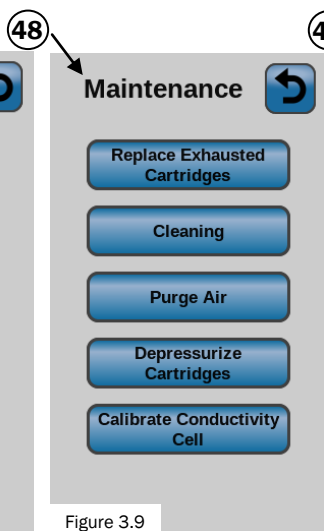 48
Maintenance
Replace Exhausted
Cartridges
Cleaning
Purge Air
Depressurize
Cartridges
Calibrate Conductivity
Cell
Figure 3.9